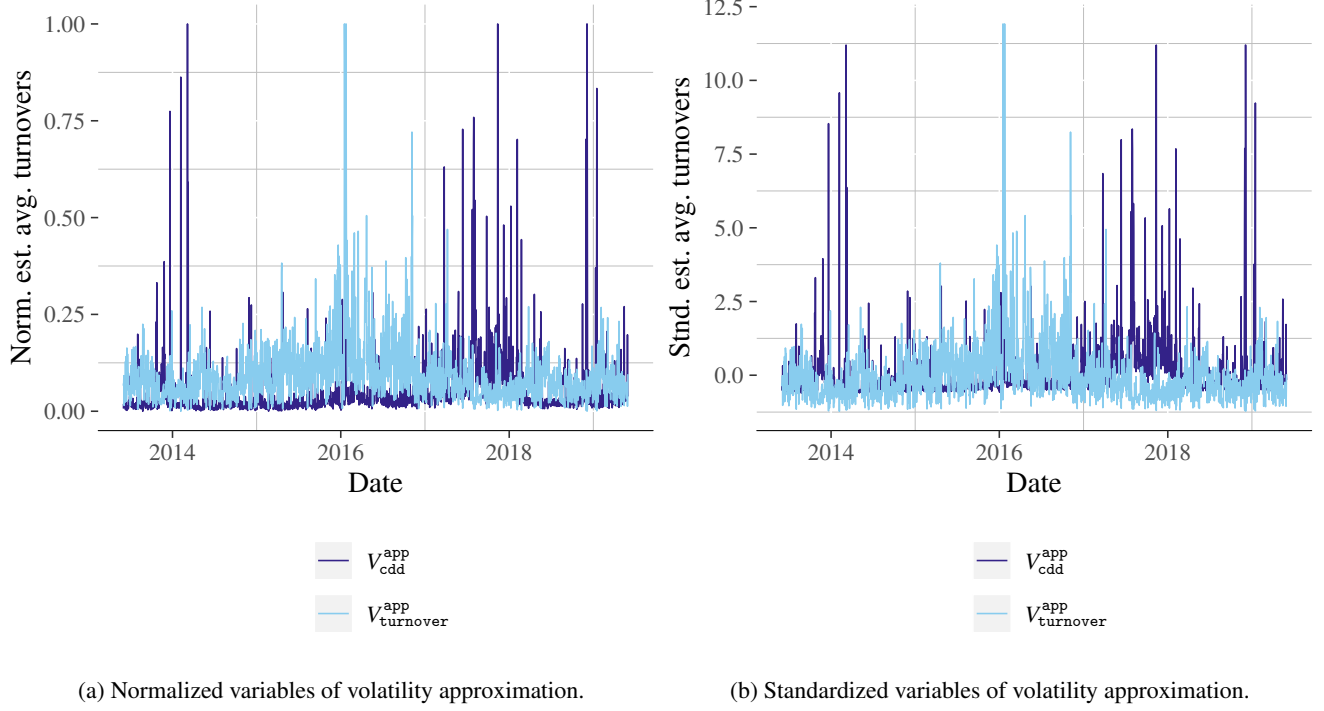 Norm. est. avg. turnovers
1.00
0.75
0.50
0.25
0.00
2014 2016 2018
Date
V^app_cdd
V^app_turnover
(a) Normalized variables of volatility approximation.
Stnd. est. avg. turnovers
12.5
10.0
7.5
5.0
2.5
0.0
2014 2016 2018
Date
V^app_cdd
V^app_turnover
(b) Standardized variables of volatility approximation.